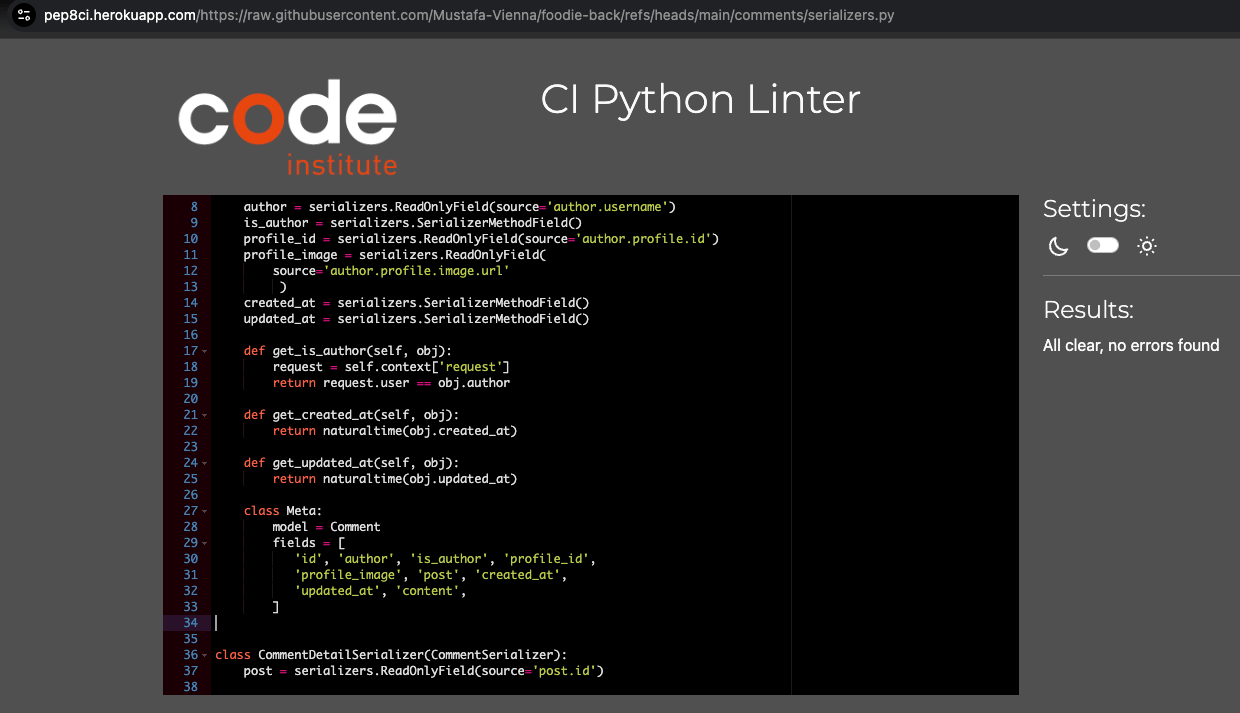 pep8ci.herokuapp.com/https://raw.githubusercontent.com/Mustafa-Vienna/foodie-back/refs/heads/main/comments/serializers.py
code
institute
CI Python Linter
8     author = serializers.ReadOnlyField(source='author.username')
9     is_author = serializers.SerializerMethodField()
10     profile_id = serializers.ReadOnlyField(source='author.profile.id')
11     profile_image = serializers.ReadOnlyField(
12         source='author.profile.image.url'
13          )
14     created_at = serializers.SerializerMethodField()
15     updated_at = serializers.SerializerMethodField()
16
17     def get_is_author(self, obj):
18         request = self.context['request']
19         return request.user == obj.author
20
21     def get_created_at(self, obj):
22         return naturaltime(obj.created_at)
23
24     def get_updated_at(self, obj):
25         return naturaltime(obj.updated_at)
26
27     class Meta:
28         model = Comment
29         fields = [
30            'id', 'author', 'is_author', 'profile_id',
31            'profile_image', 'post', 'created_at',
32            'updated_at', 'content',
33         ]
34
35
36 class CommentDetailSerializer(CommentSerializer):
37     post = serializers.ReadOnlyField(source='post.id')
38
Settings:
Results:
All clear, no errors found